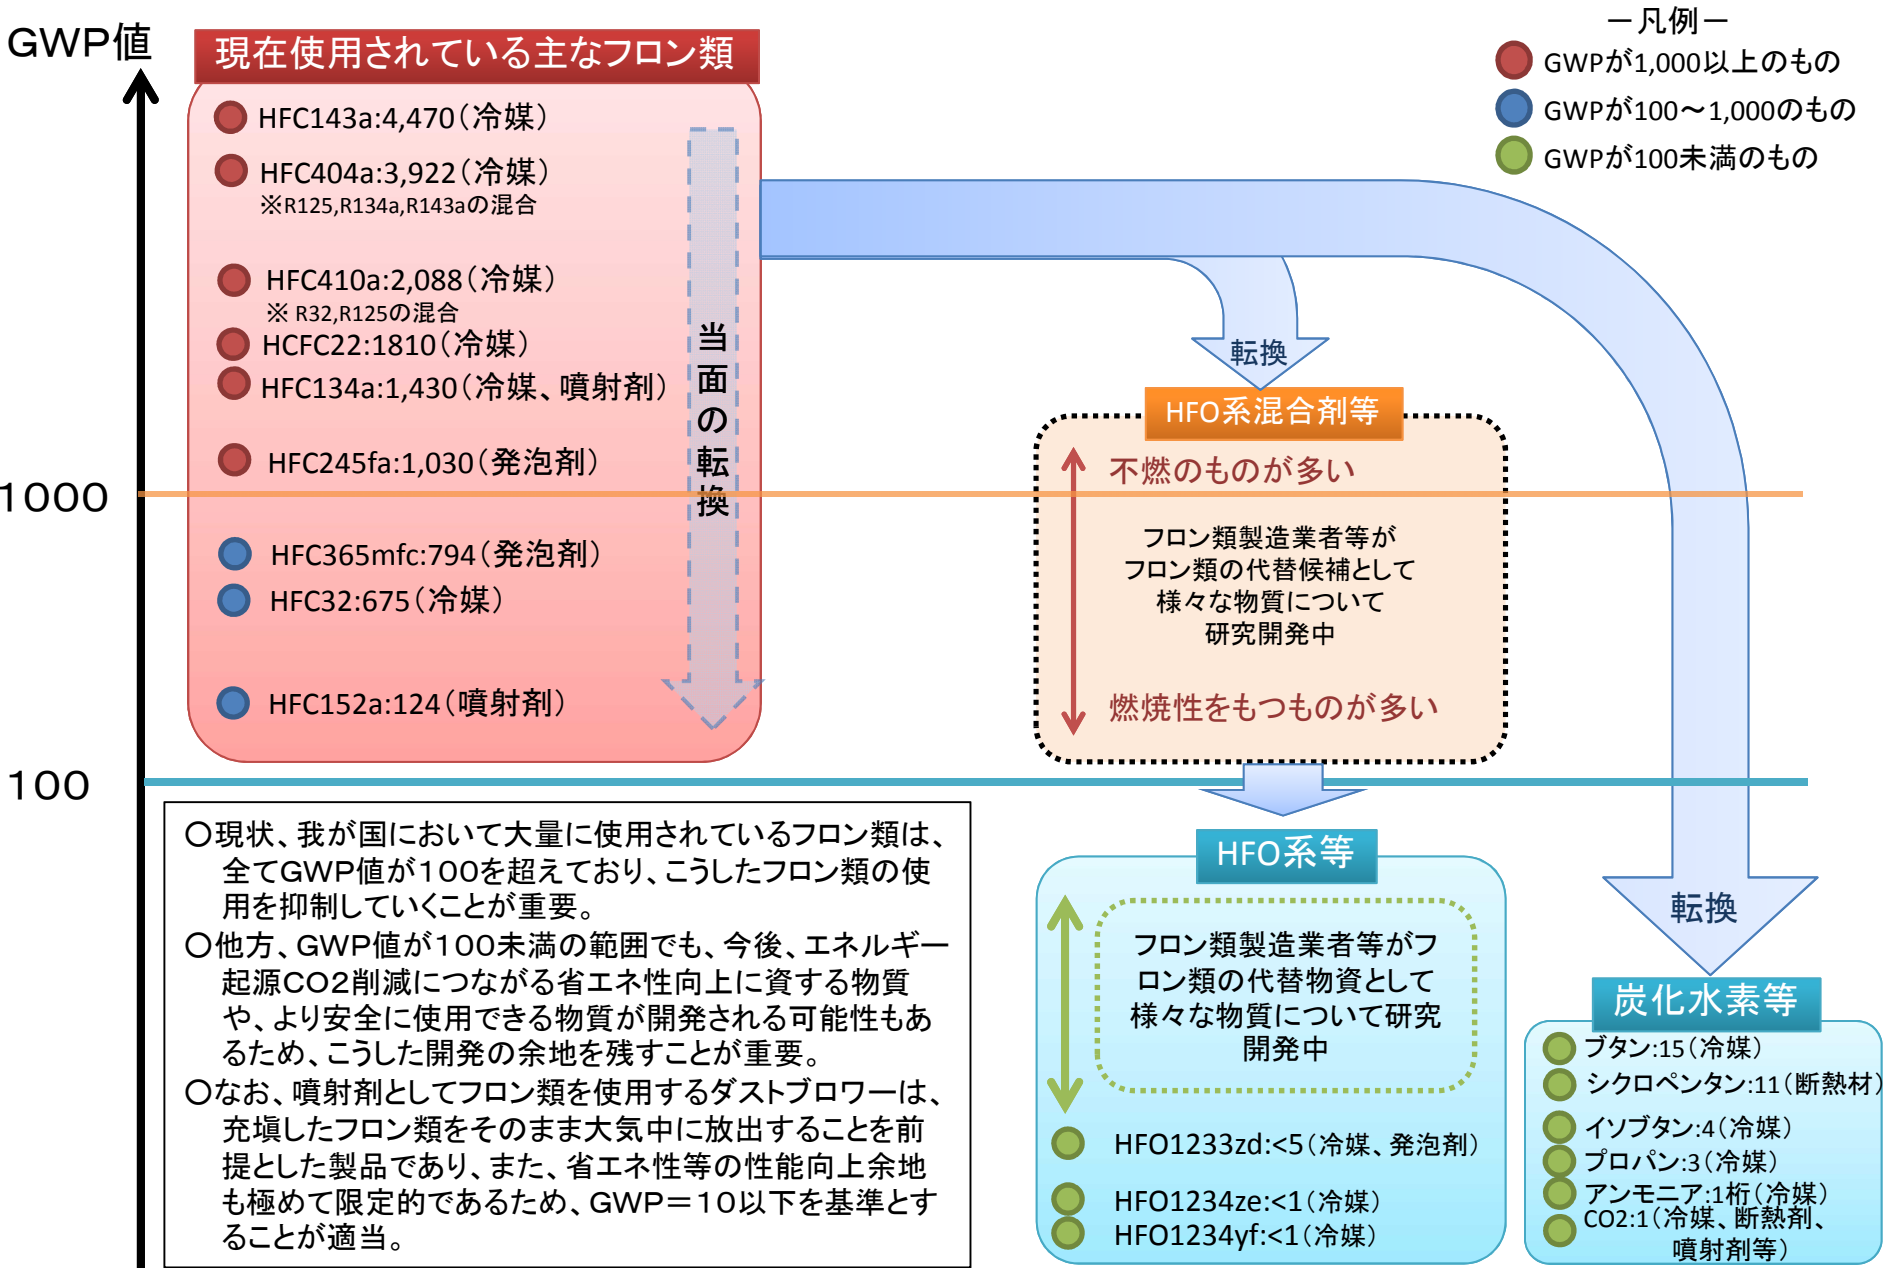 GWP値
現在使用されている主なフロン類
HFC143a:4,470（冷媒）
HFC404a:3,922（冷媒）
※R125,R134a,R143aの混合
HFC410a:2,088（冷媒）
※ R32,R125の混合
HCFC22:1810（冷媒）
HFC134a:1,430（冷媒、噴射剤）
HFC245fa:1,030（発泡剤）
1000
HFC365mfc:794（発泡剤）
HFC32:675（冷媒）
HFC152a:124（噴射剤）
100
当面の転換
－凡例－
GWPが1,000以上のもの
GWPが100～1,000のもの
GWPが100未満のもの
転換
HFO系混合剤等
不燃のものが多い
フロン類製造業者等が
フロン類の代替候補として
様々な物質について
研究開発中
燃焼性をもつものが多い
○現状、我が国において大量に使用されているフロン類は、
全てGWP値が100を超えており、こうしたフロン類の使
用を抑制していくことが重要。
○他方、GWP値が100未満の範囲でも、今後、エネルギー
起源CO2削減につながる省エネ性向上に資する物質
や、より安全に使用できる物質が開発される可能性もあ
るため、こうした開発の余地を残すことが重要。
○なお、噴射剤としてフロン類を使用するダストブロワーは、
充塡したフロン類をそのまま大気中に放出することを前
提とした製品であり、また、省エネ性等の性能向上余地
も極めて限定的であるため、GWP＝10以下を基準とす
ることが適当。
HFO系等
フロン類製造業者等がフ
ロン類の代替物資として
様々な物質について研究
開発中
HFO1233zd:<5（冷媒、発泡剤）
HFO1234ze:<1（冷媒）
HFO1234yf:<1（冷媒）
転換
炭化水素等
ブタン:15（冷媒）
シクロペンタン:11（断熱材）
イソブタン:4（冷媒）
プロパン:3（冷媒）
アンモニア:1桁（冷媒）
CO2:1（冷媒、断熱剤、
噴射剤等）